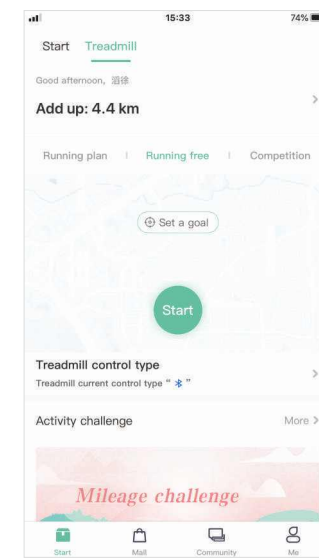 15:33 74%
Start Treadmill
Good afternoon, 迴徐
Add up: 4.4 km
Running plan Running free Competition
Set a goal
Start
Treadmill control type
Treadmill current control type " "
Activity challenge More
Mileage challenge
Start Mall Community Me